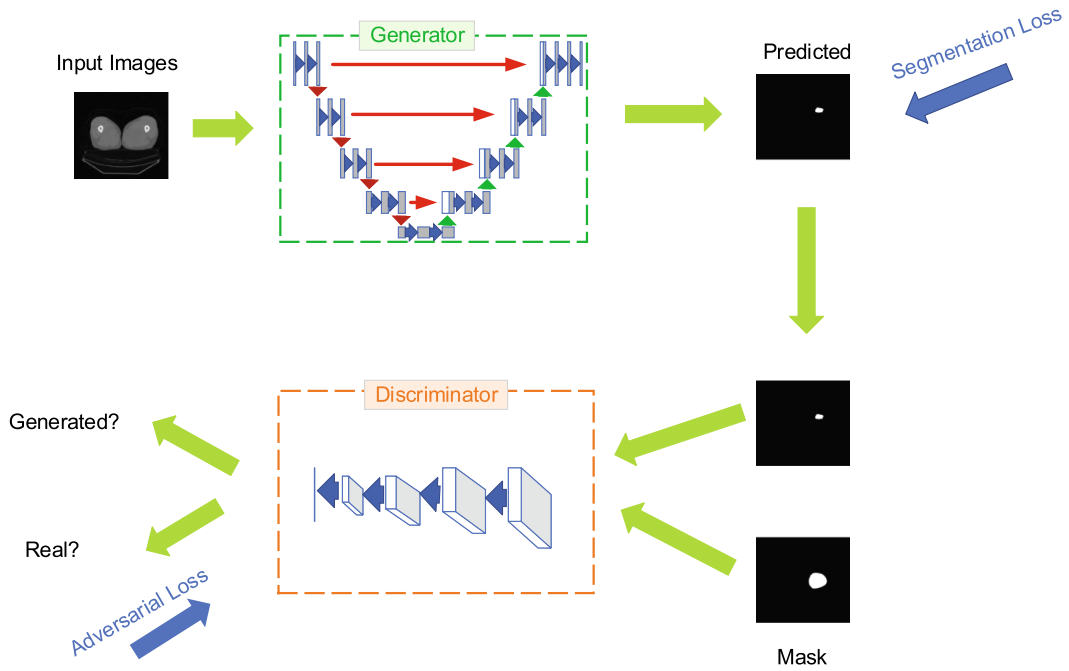 Generator
Input Images
Predicted
Segmentation Loss
Discriminator
Generated?
Real?
Adversarial Loss
Mask